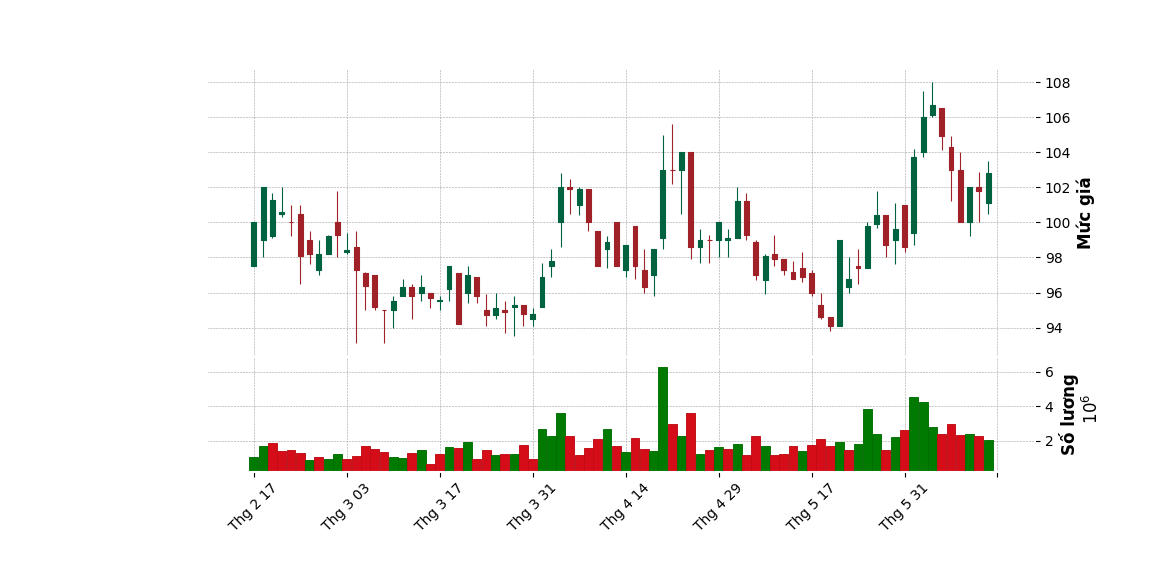 108
106
104
102
100
98
96
94
Mức giá
6
4
2
Số lượng
10⁶
Thg 2 17
Thg 3 03
Thg 3 17
Thg 3 31
Thg 4 14
Thg 4 29
Thg 5 17
Thg 5 31